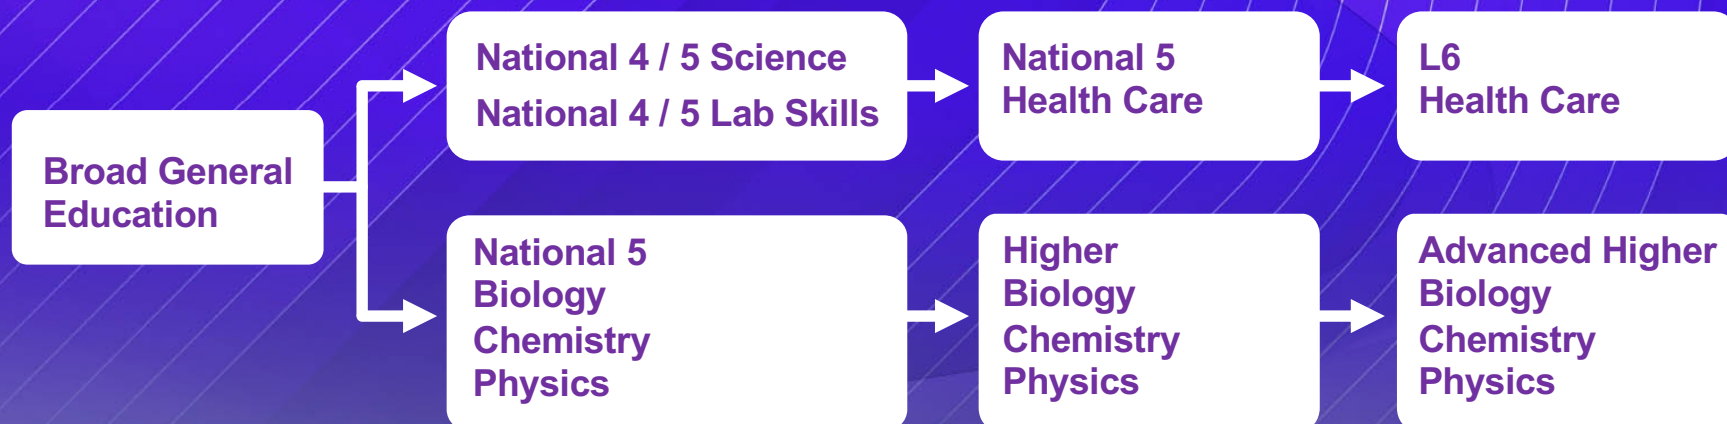 Broad General
Education
National 4 / 5 Science
National 4 / 5 Lab Skills
National 5
Health Care
L6
Health Care
National 5
Biology
Chemistry
Physics
Higher
Biology
Chemistry
Physics
Advanced Higher
Biology
Chemistry
Physics